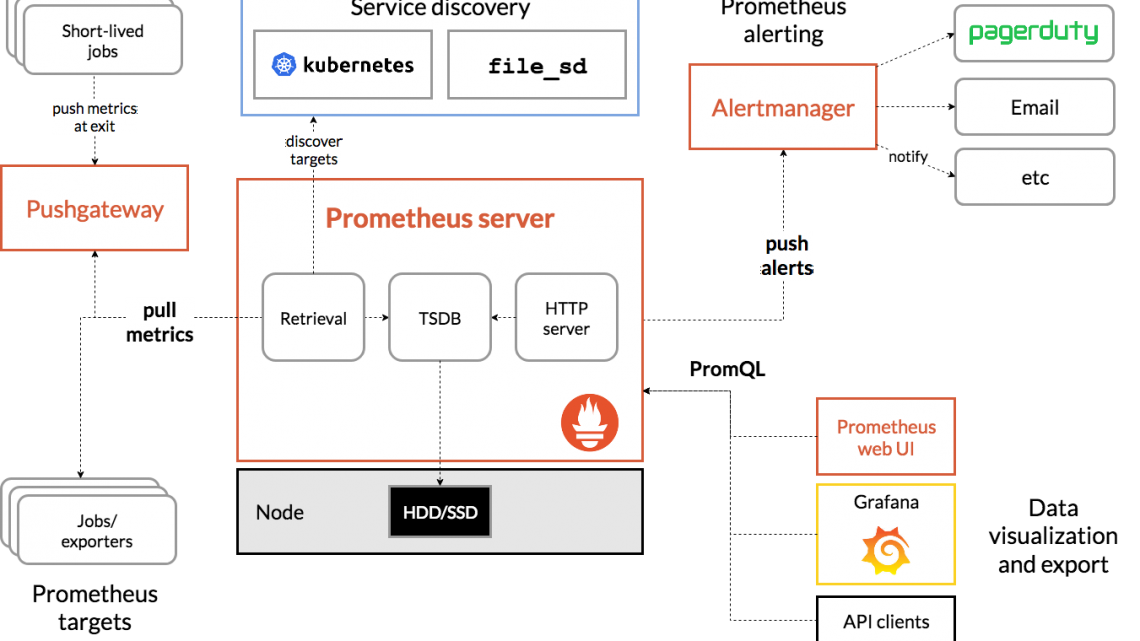 Short-lived
jobs
push metrics
at exit
Pushgateway
pull
metrics
Jobs/
exporters
Prometheus
targets
Service discovery
kubernetes
file_sd
discover
targets
Prometheus server
Retrieval
TSDB
HTTP
server
Node
HDD/SSD
Prometheus
alerting
Alertmanager
pagerduty
Email
notify
etc
push
alerts
PromQL
Prometheus
web UI
Grafana
API clients
Data
visualization
and export